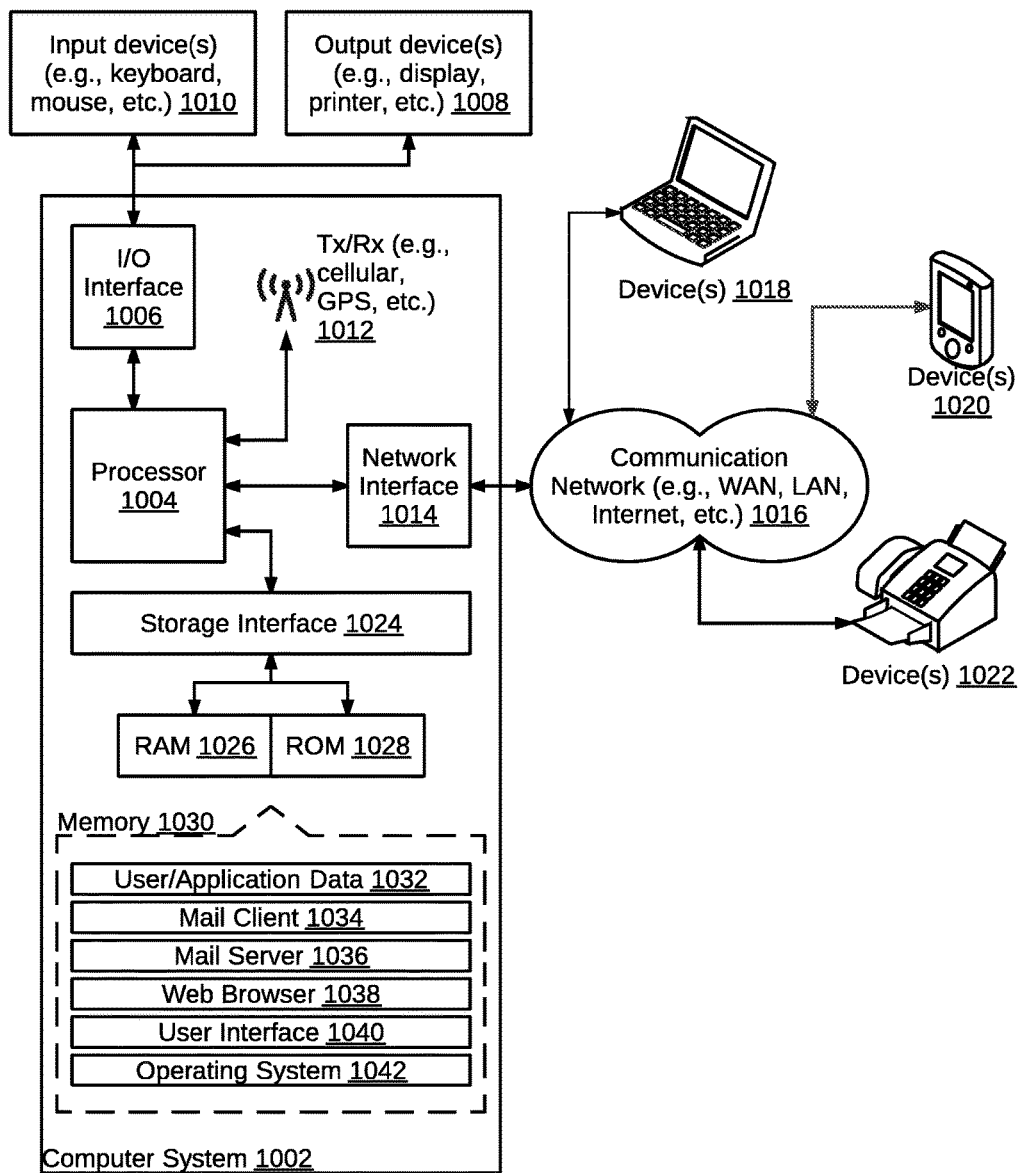 Input device(s)
(e.g., keyboard,
mouse, etc.) 1010
Output device(s)
(e.g., display,
printer, etc.) 1008
I/O
Interface
1006
Tx/Rx (e.g.,
cellular,
GPS, etc.)
1012
Device(s) 1018
Device(s)
1020
Processor
1004
Network
Interface
1014
Communication
Network (e.g., WAN, LAN,
Internet, etc.) 1016
Storage Interface 1024
Device(s) 1022
RAM 1026
ROM 1028
Memory 1030
User/Application Data 1032
Mail Client 1034
Mail Server 1036
Web Browser 1038
User Interface 1040
Operating System 1042
Computer System 1002